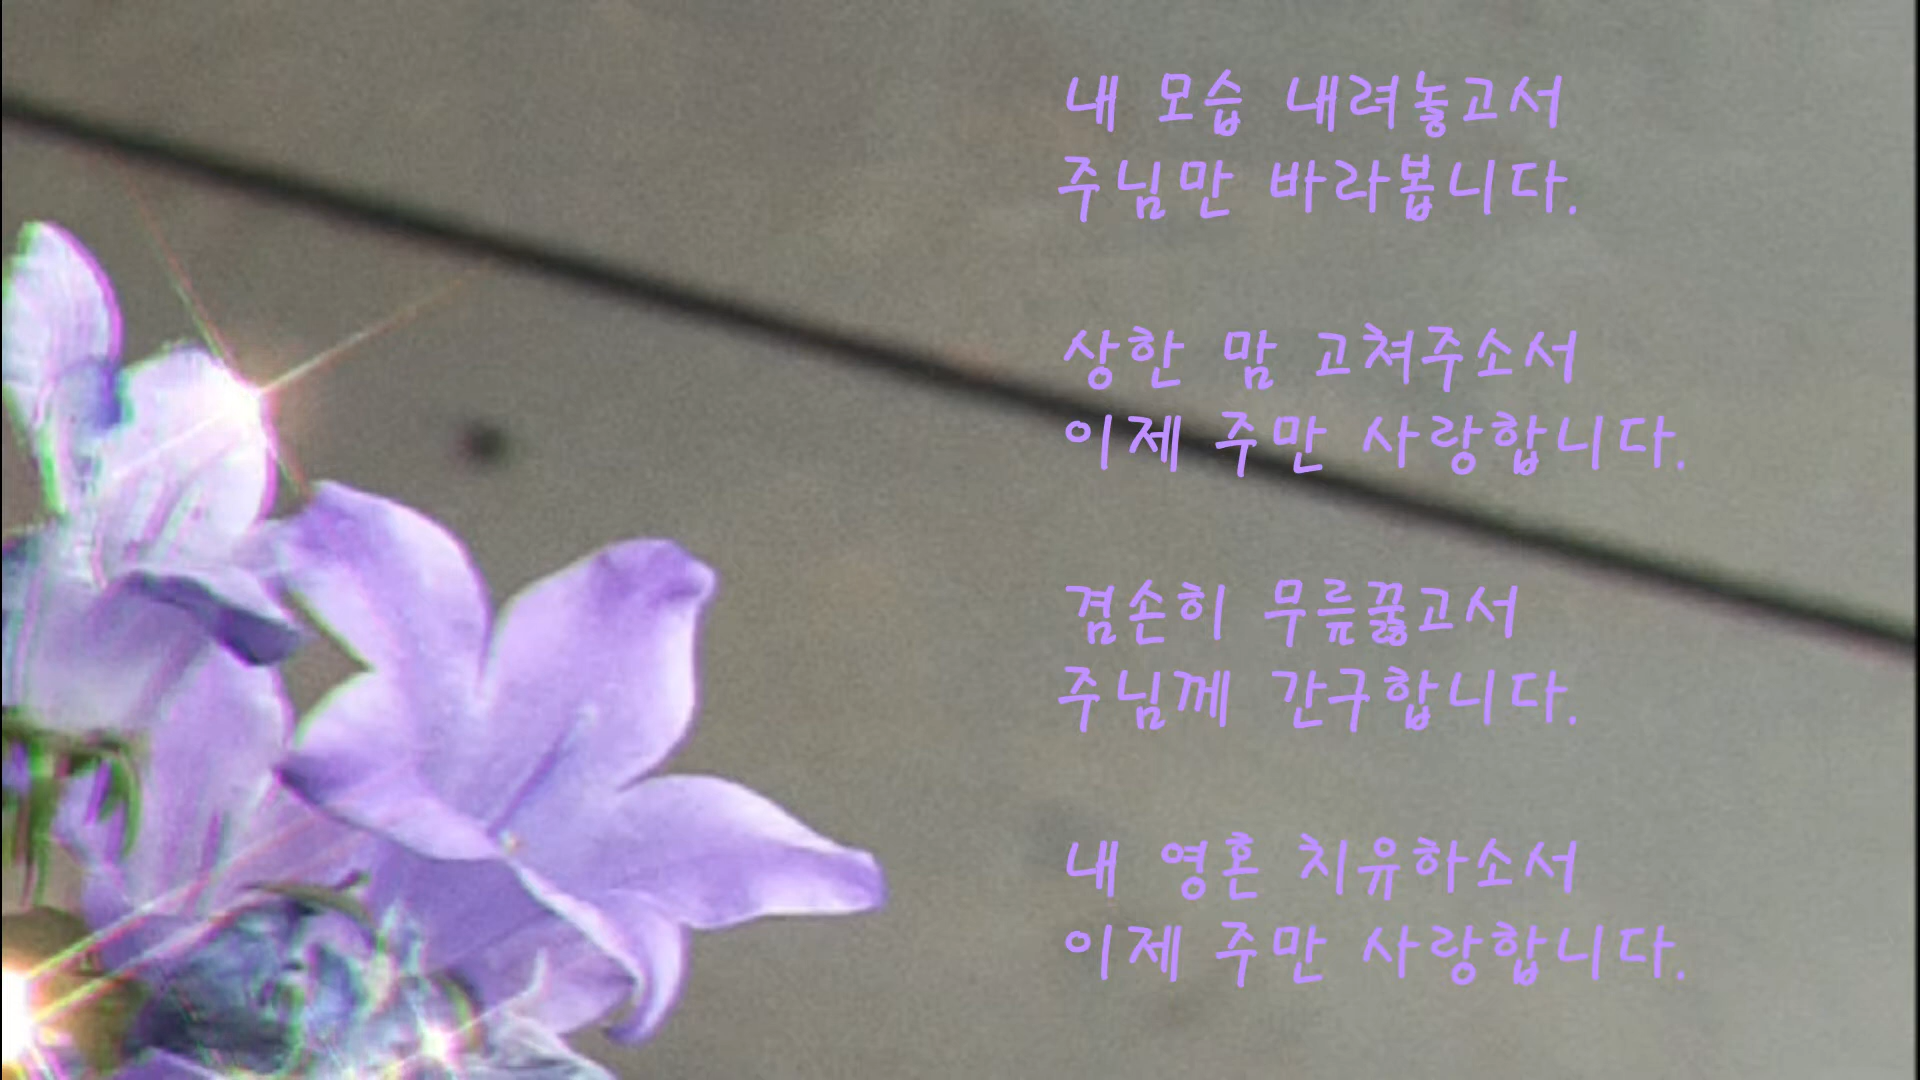 내 모습 내려놓고서
주님만 바라봅니다.
상한 맘 고쳐주소서
이제 주만 사랑합니다.
겸손히 무릎꿇고서
주님께 간구합니다.
내 영혼 치유하소서
이제 주만 사랑합니다.